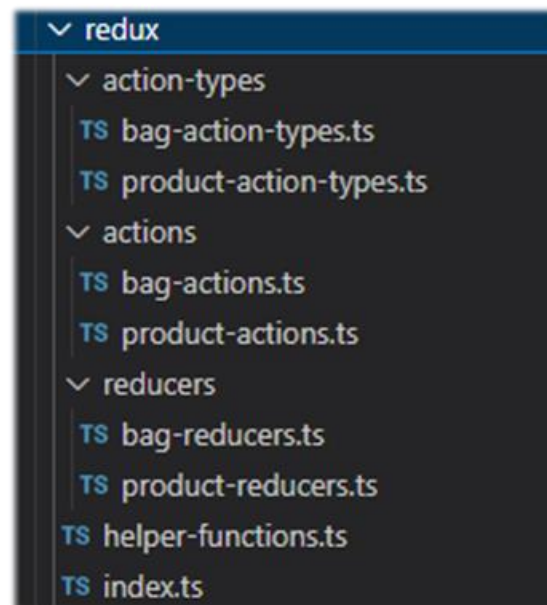 redux
action-types
TS bag-action-types.ts
TS product-action-types.ts
actions
TS bag-actions.ts
TS product-actions.ts
reducers
TS bag-reducers.ts
TS product-reducers.ts
TS helper-functions.ts
TS index.ts